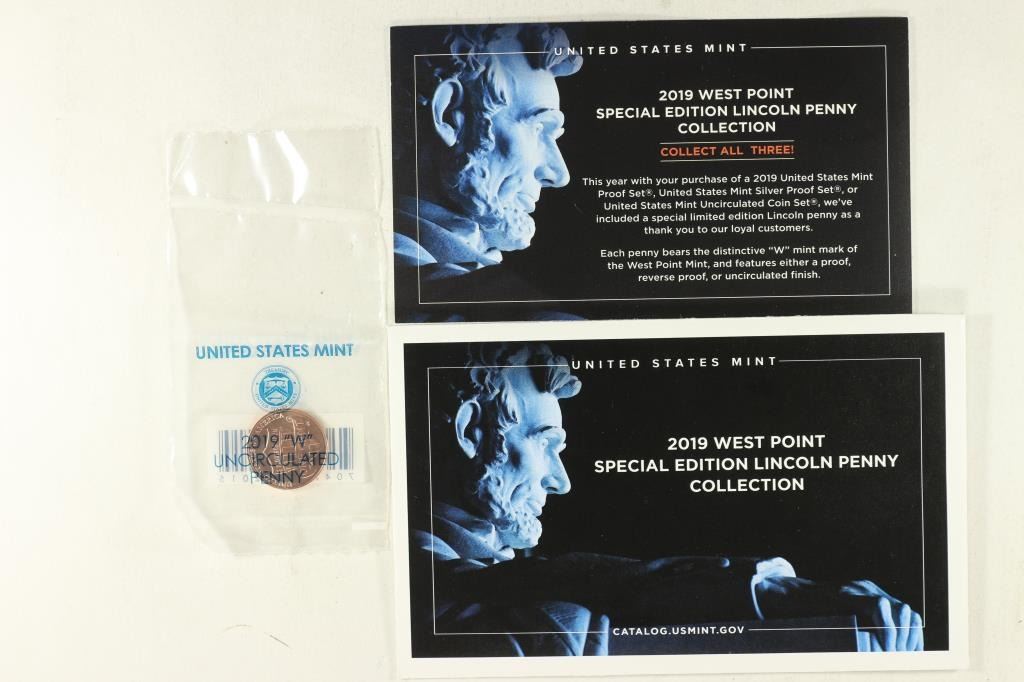 UNITED STATES MINT
2019 WEST POINT
SPECIAL EDITION LINCOLN PENNY
COLLECTION
COLLECT ALL THREE!
This year with your purchase of a 2019 United States Mint
Proof Set®, United States Mint Silver Proof Set®, or
United States Mint Uncirculated Coin Set®, we've
included a special limited edition Lincoln penny as a
thank you to our loyal customers.
Each penny bears the distinctive "W" mint mark of
the West Point Mint, and features either a proof,
reverse proof, or uncirculated finish.
UNITED STATES MINT
2019 "W"
UNCIRCULATED
PENNY
UNITED STATES MINT
2019 WEST POINT
SPECIAL EDITION LINCOLN PENNY
COLLECTION
CATALOG.USMINT.GOV